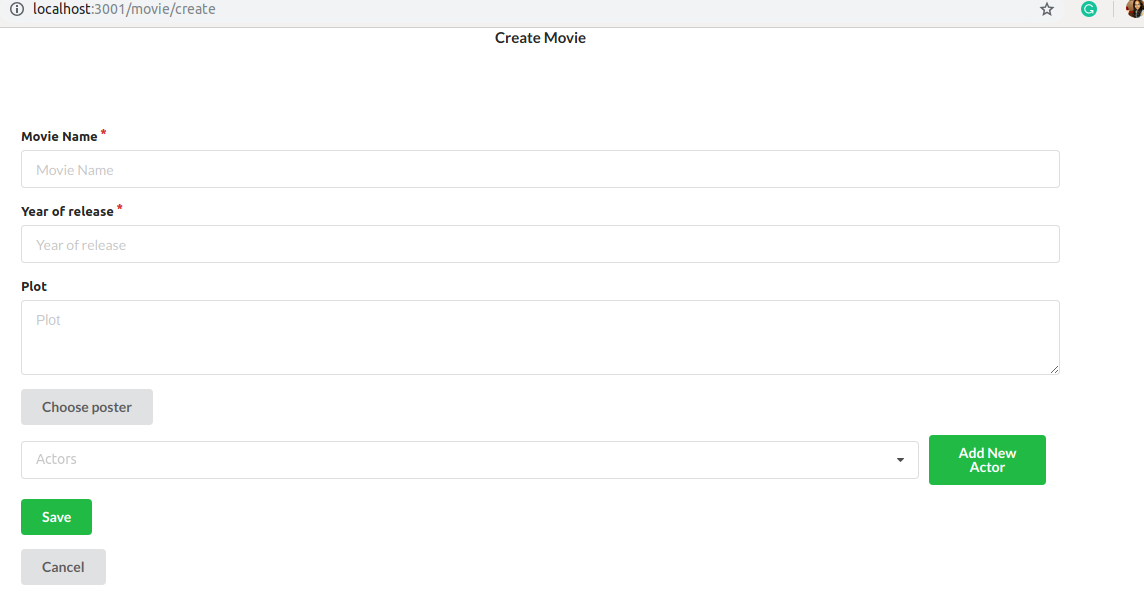 localhost:3001/movie/create
Create Movie
Movie Name *
Movie Name
Year of release *
Year of release
Plot
Plot
Choose poster
Actors
Add New
Actor
Save
Cancel